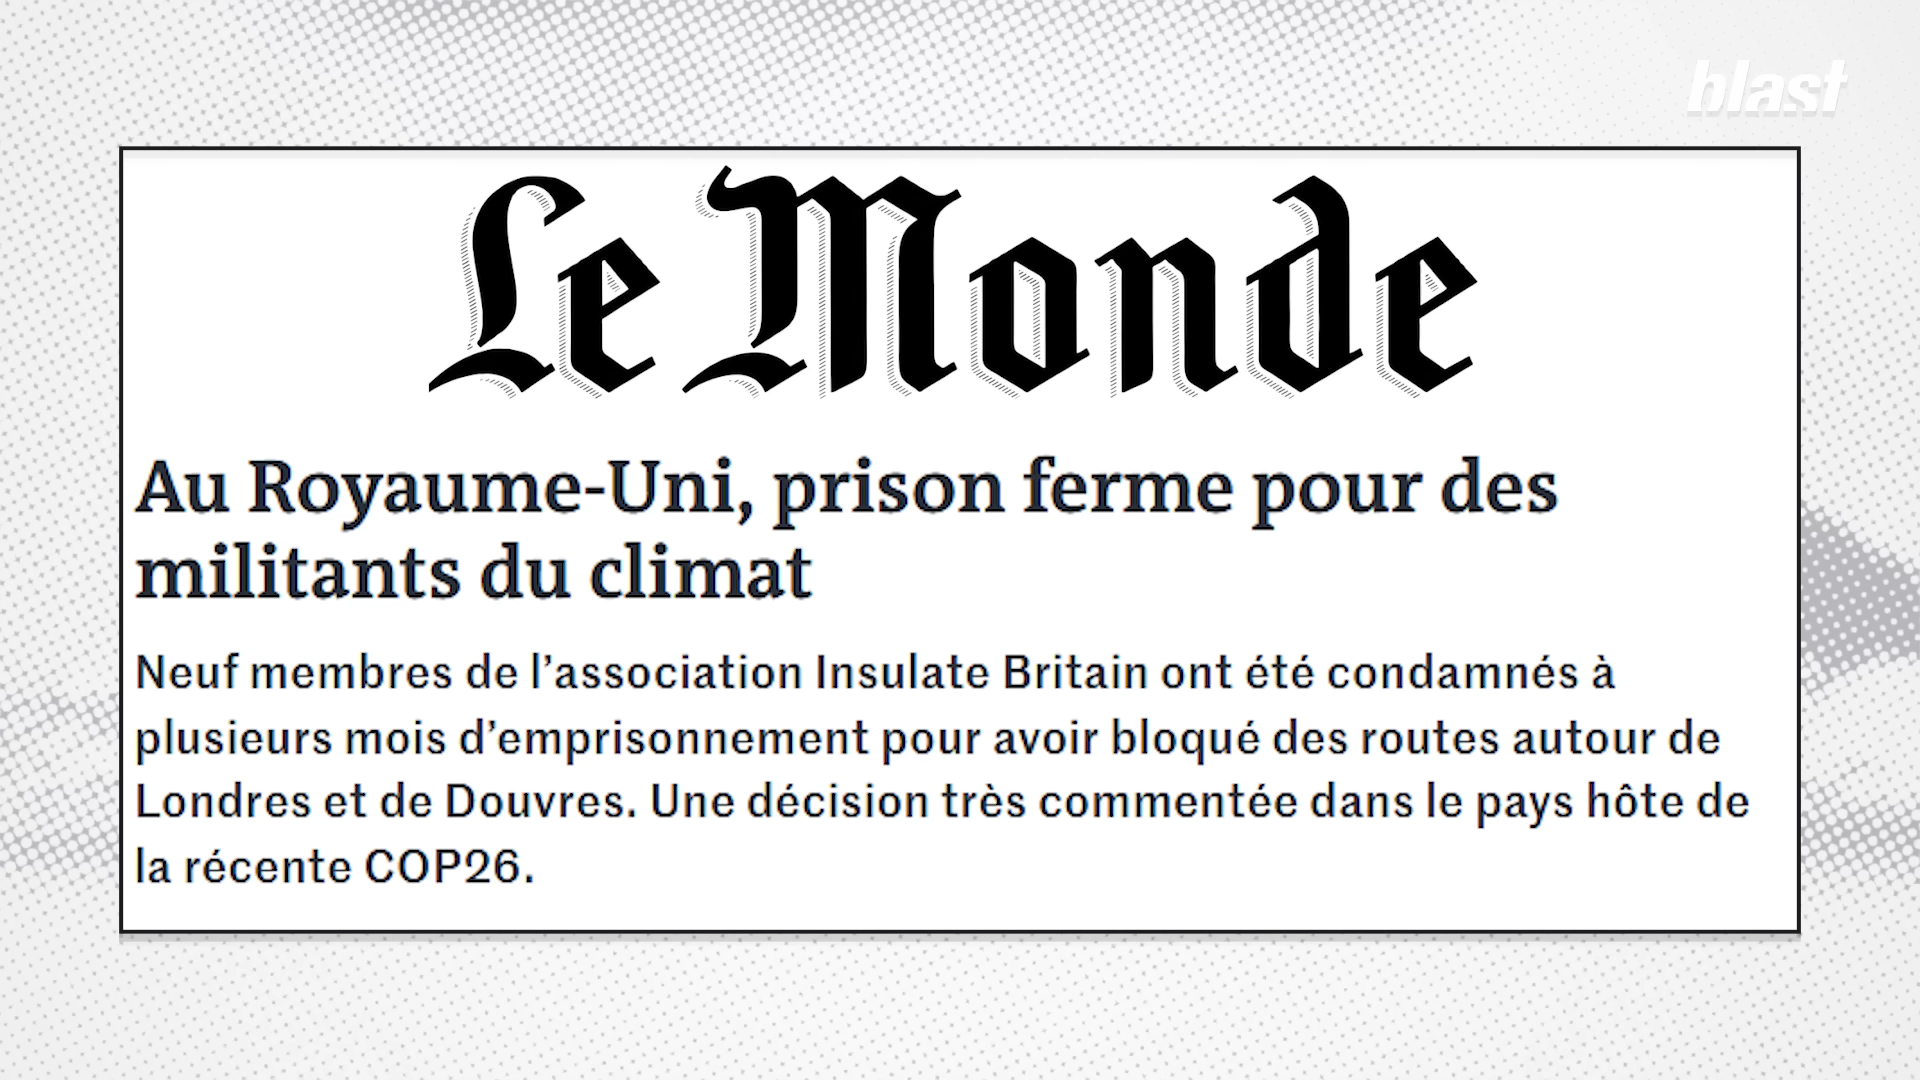 blast
Le Monde
Au Royaume-Uni, prison ferme pour des
militants du climat
Neuf membres de l’association Insulate Britain ont été condamnés à
plusieurs mois d’emprisonnement pour avoir bloqué des routes autour de
Londres et de Douvres. Une décision très commentée dans le pays hôte de
la récente COP26.